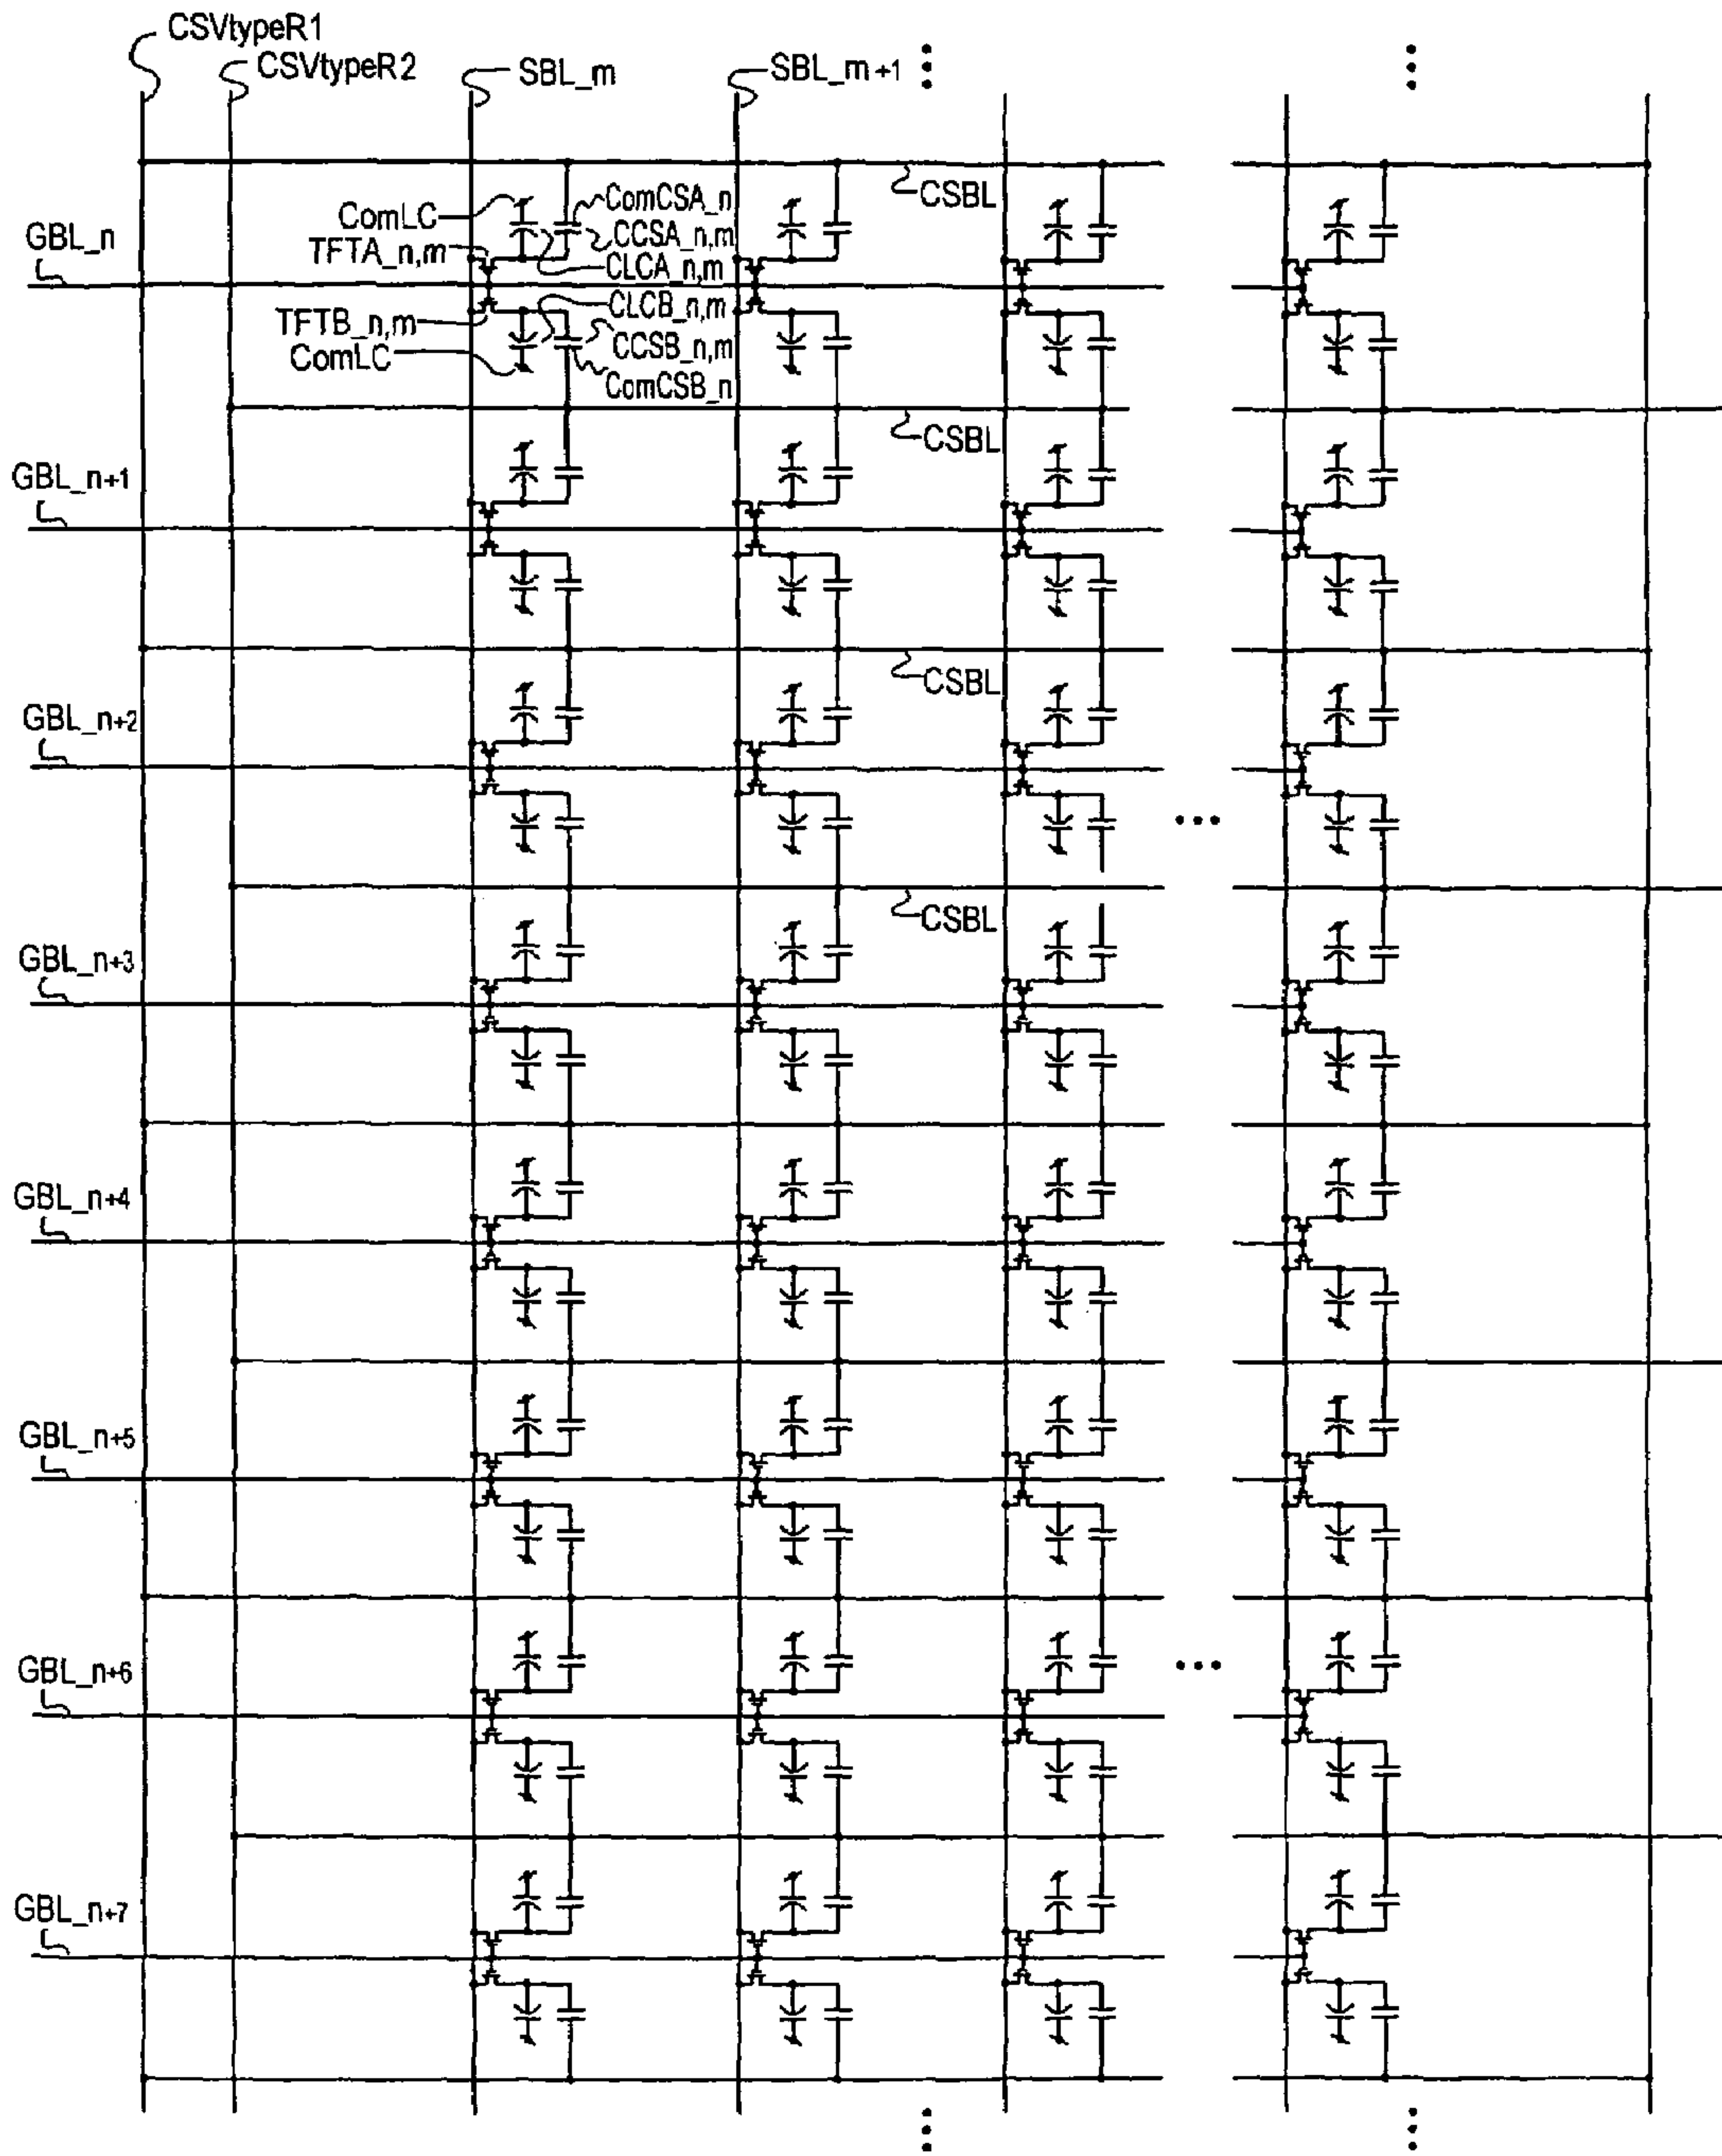 CSVtypeR1
CSVtypeR2
SBL_m
SBL_m+1
CSBL
ComLC
ComCSA_n
GBL_n
TFTA_n,m
CCSA_n,m
CLCA_n,m
CLCB_n,m
TFTB_n,m
CCSB_n,m
ComLC
ComCSB_n
CSBL
GBL_n+1
CSBL
GBL_n+2
CSBL
GBL_n+3
GBL_n+4
GBL_n+5
GBL_n+6
GBL_n+7